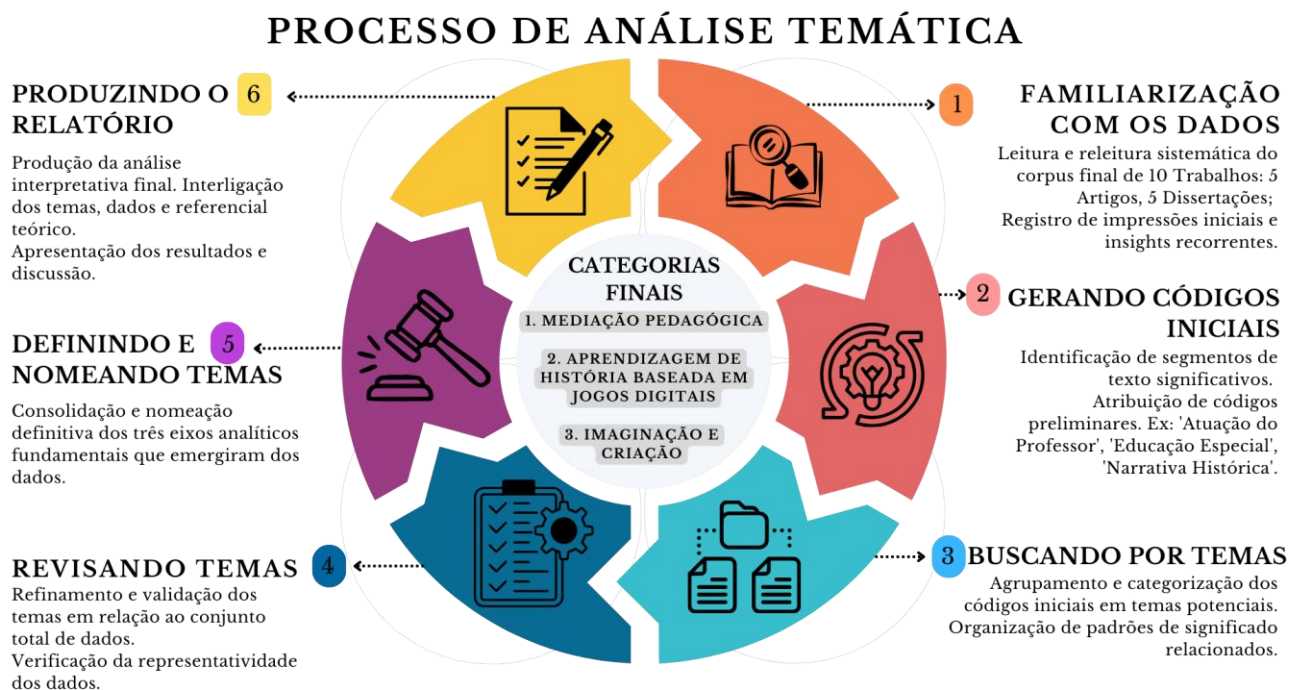 PROCESSO DE ANÁLISE TEMÁTICA
1
FAMILIARIZAÇÃO
COM OS DADOS
Leitura e releitura sistemática do
corpus final de 10 Trabalhos: 5
Artigos, 5 Dissertações;
Registro de impressões iniciais e
insights recorrentes.
2
GERANDO CÓDIGOS
INICIAIS
Identificação de segmentos de
texto significativos.
Atribuição de códigos
preliminares. Ex: 'Atuação do
Professor', 'Educação Especial',
'Narrativa Histórica'.
3
BUSCANDO POR TEMAS
Agrupamento e categorização dos
códigos iniciais em temas potenciais.
Organização de padrões de significado
relacionados.
REVISANDO TEMAS 4
Refinamento e validação dos
temas em relação ao conjunto
total de dados.
Verificação da representatividade
dos dados.
DEFININDO E 5
NOMEANDO TEMAS
Consolidação e nomeação
definitiva dos três eixos analíticos
fundamentais que emergiram dos
dados.
PRODUZINDO O 6
RELATÓRIO
Produção da análise
interpretativa final. Interligação
dos temas, dados e referencial
teórico.
Apresentação dos resultados e
discussão.
CATEGORIAS
FINAIS
1. MEDIAÇÃO PEDAGÓGICA
2. APRENDIZAGEM DE
HISTÓRIA BASEADA EM
JOGOS DIGITAIS
3. IMAGINAÇÃO E
CRIAÇÃO